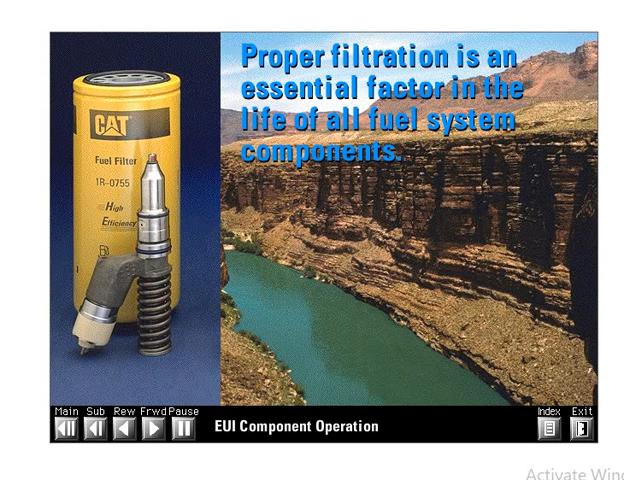 Proper filtration is an
essential factor in the
life of all fuel system
components.
CAT
Fuel Filter
1R-0755
High
Efficiency
Main Sub Rew Frwd Pause
EUI Component Operation
Index Exit
Activate Win